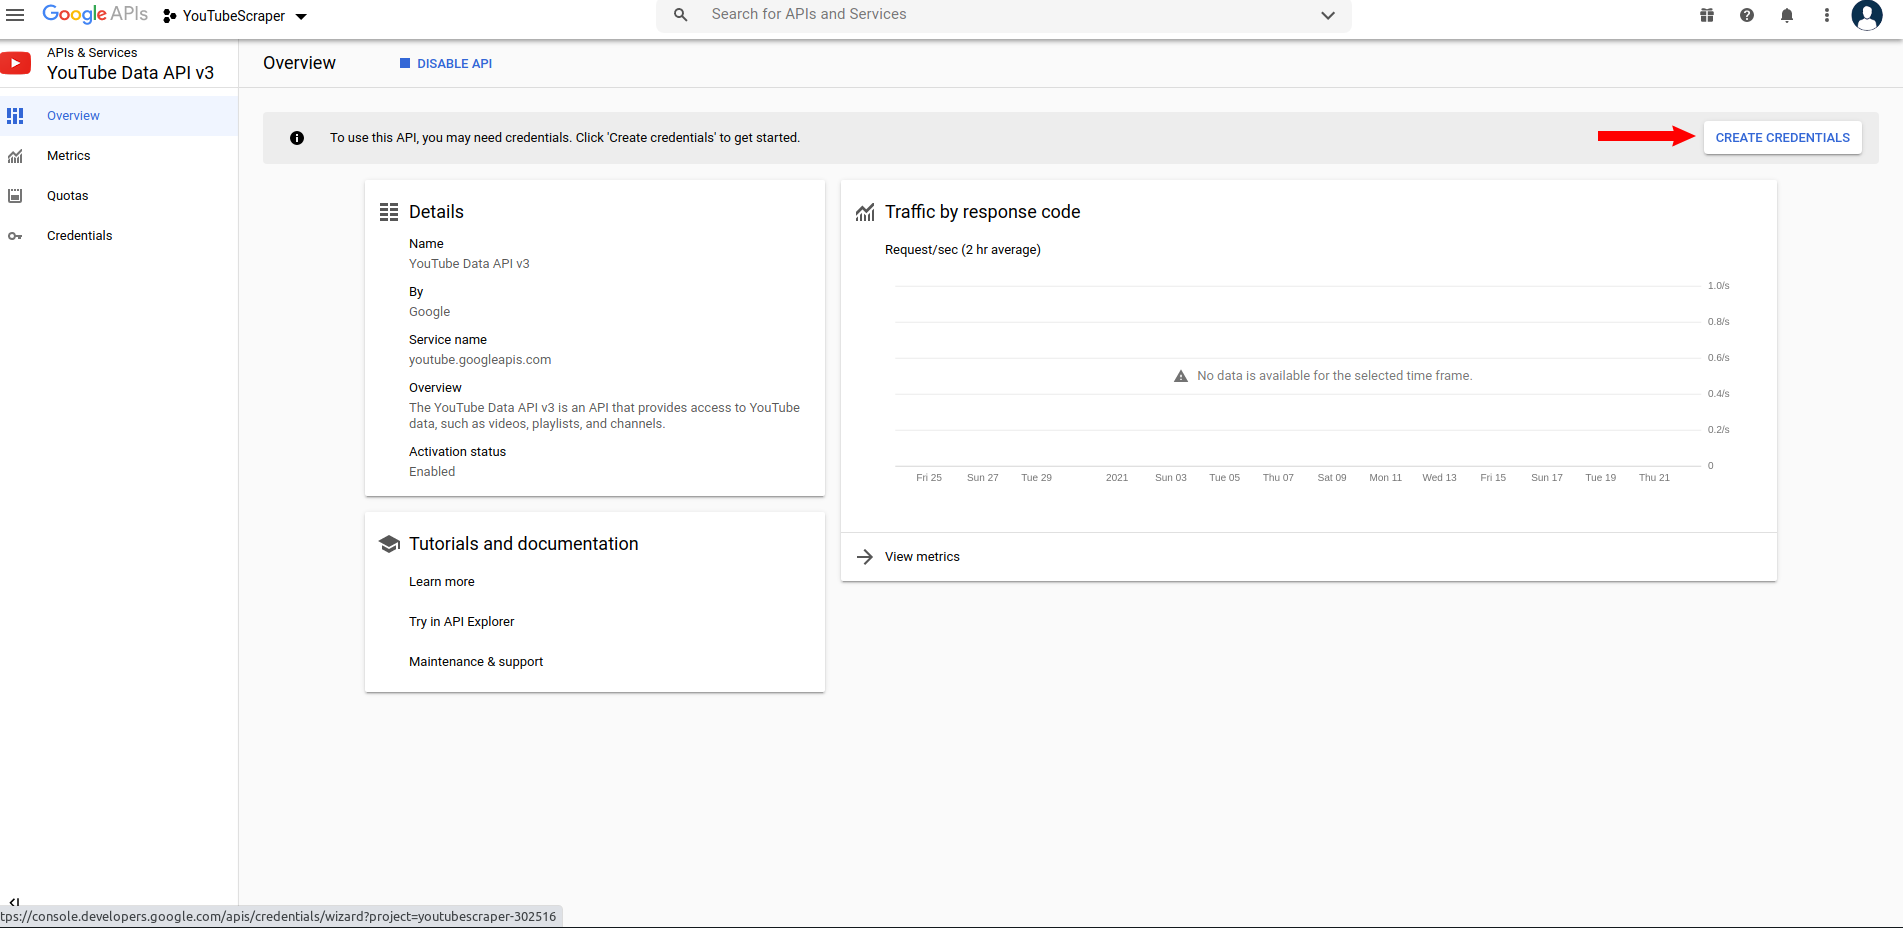 Google APIs
YouTubeScraper
Search for APIs and Services
APIs & Services
YouTube Data API v3
Overview
DISABLE API
Overview
Metrics
Quotas
Credentials
To use this API, you may need credentials. Click 'Create credentials' to get started.
CREATE CREDENTIALS
Details
Name
YouTube Data API v3
By
Google
Service name
youtube.googleapis.com
Overview
The YouTube Data API v3 is an API that provides access to YouTube
data, such as videos, playlists, and channels.
Activation status
Enabled
Traffic by response code
Request/sec (2 hr average)
1.0/s
0.8/s
0.6/s
No data is available for the selected time frame.
0.4/s
0.2/s
0
Fri 25 Sun 27 Tue 29 2021 Sun 03 Tue 05 Thu 07 Sat 09 Mon 11 Wed 13 Fri 15 Sun 17 Tue 19 Thu 21
View metrics
Tutorials and documentation
Learn more
Try in API Explorer
Maintenance & support
tps://console.developers.google.com/apis/credentials/wizard?project=youtubescraper-302516